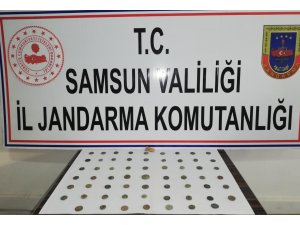 T.C.
SAMSUN VALİLİĞİ
İL JANDARMA KOMUTANLIĞI